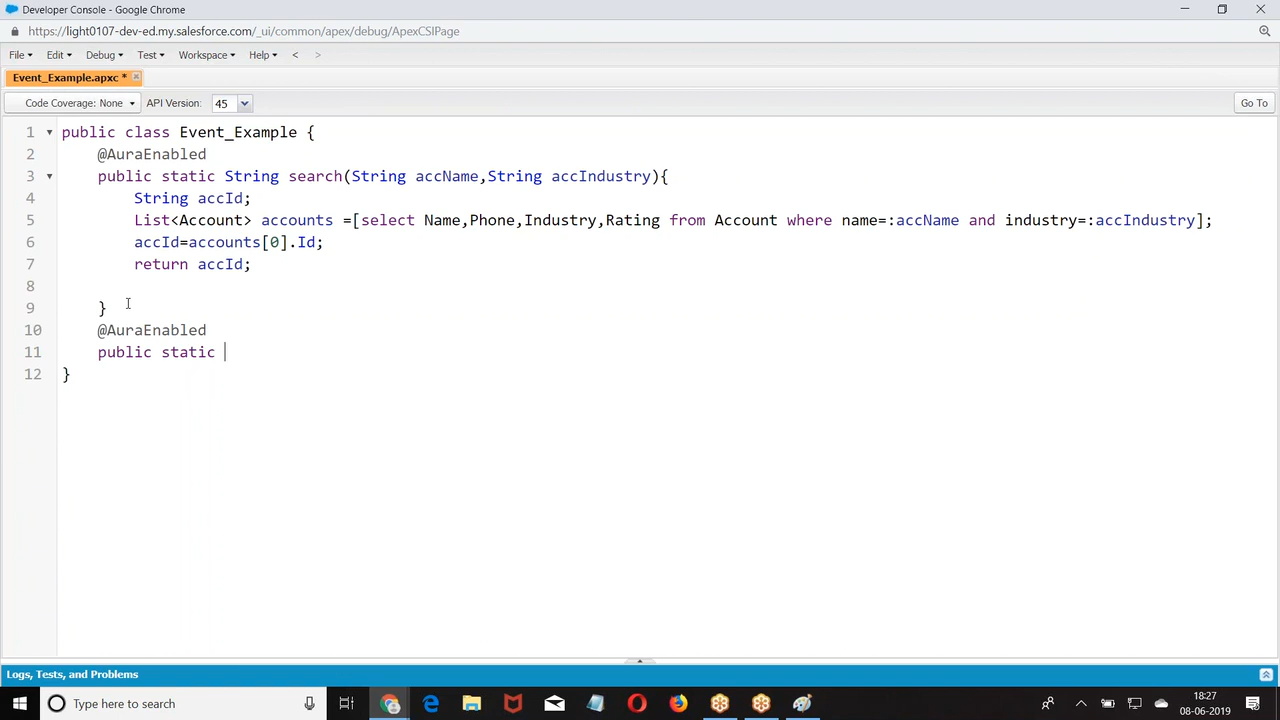 Developer Console - Google Chrome
https://light0107-dev-ed.my.salesforce.com/_ui/common/apex/debug/ApexCSIPage
File Edit Debug Test Workspace Help < >
Event_Example.apxc *
Code Coverage: None API Version: 45 Go To
1 public class Event_Example {
2 @AuraEnabled
3 public static String search(String accName,String accIndustry){
4 String accId;
5 List<Account> accounts =[select Name,Phone,Industry,Rating from Account where name=:accName and industry=:accIndustry];
6 accId=accounts[0].Id;
7 return accId;
8
9 }
10 @AuraEnabled
11 public static
12 }
Logs, Tests, and Problems
Type here to search
18:27
08-06-2019